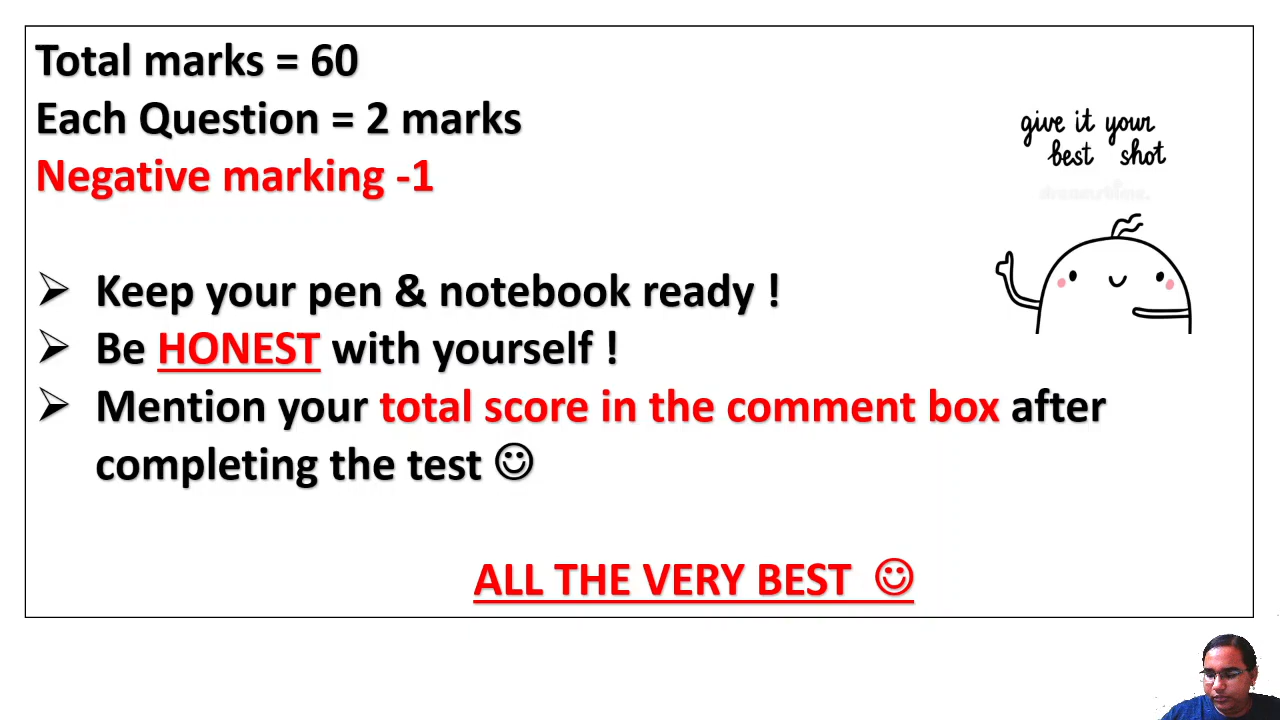 Total marks = 60
Each Question = 2 marks
Negative marking -1
give it your
best shot
dreamstime.
➢ Keep your pen & notebook ready !
➢ Be HONEST with yourself !
➢ Mention your total score in the comment box after
completing the test ☺
ALL THE VERY BEST ☺